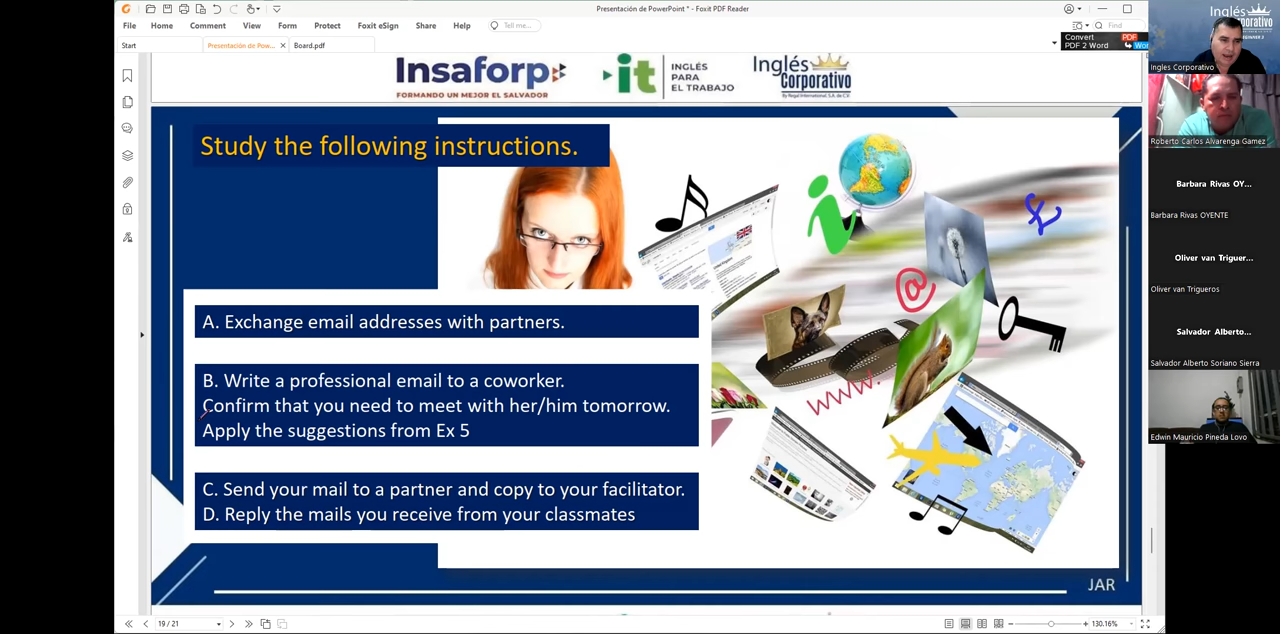 Presentación de PowerPoint * - Foxit PDF Reader
File Home Comment View Form Protect Foxit eSign Share Help Tell me... Find
Start Presentación de Pow... Board.pdf
Convert PDF
PDF 2 Word
Insaforp
FORMANDO UN MEJOR EL SALVADOR
it
INGLÉS
PARA
EL TRABAJO
Inglés
Corporativo
Study the following instructions.
A. Exchange email addresses with partners.
B. Write a professional email to a coworker.
Confirm that you need to meet with her/him tomorrow.
Apply the suggestions from Ex 5
C. Send your mail to a partner and copy to your facilitator.
D. Reply the mails you receive from your classmates
i
£
@
www.
JAR
19 / 21
130.16%
Inglés
Corporativo
Ingles Corporativo
Roberto Carlos Alvarenga Gamez
Barbara Rivas OY...
Barbara Rivas OYENTE
Oliver van Triguer...
Oliver van Trigueros
Salvador Alberto...
Salvador Alberto Soriano Sierra
Edwin Mauricio Pineda Lovo